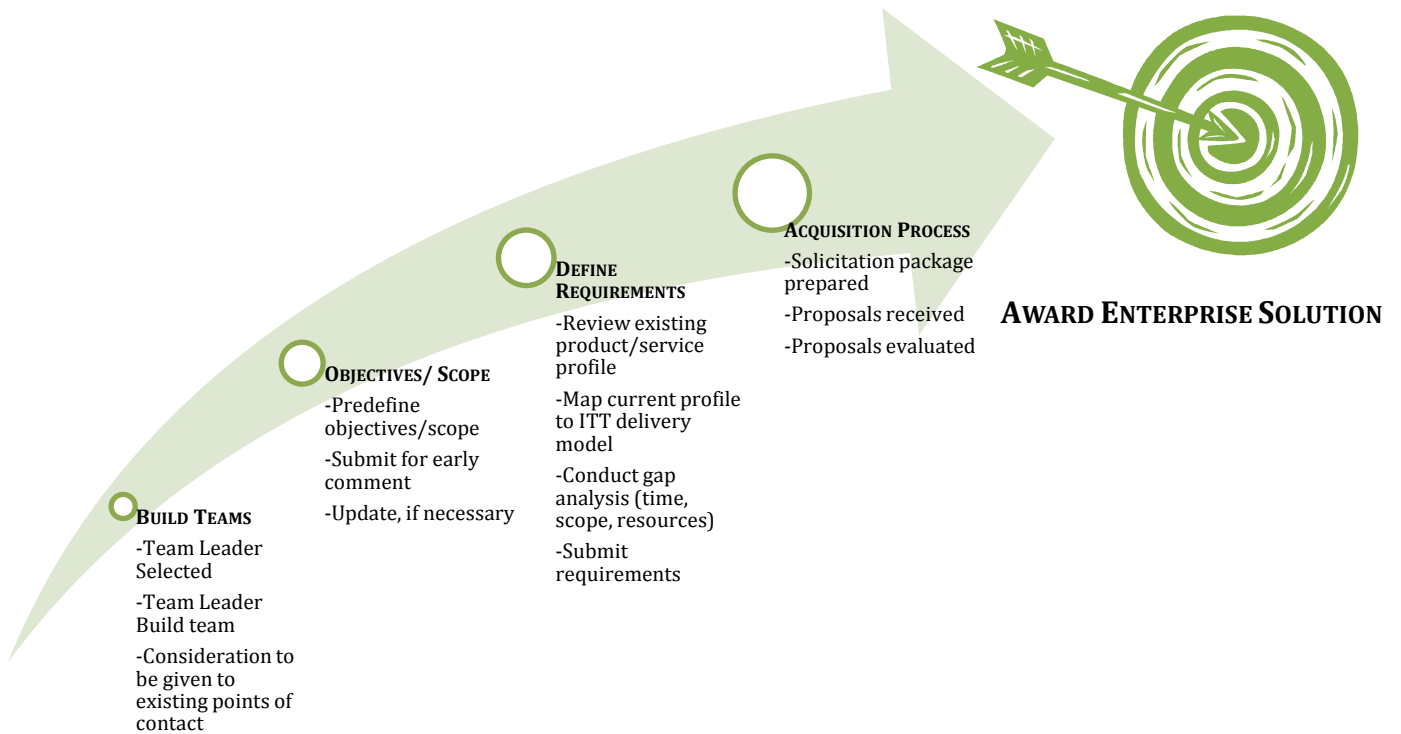 BUILD TEAMS
-Team Leader
Selected
-Team Leader
Build team
-Consideration to
be given to
existing points of
contact
OBJECTIVES/ SCOPE
-Predefine
objectives/scope
-Submit for early
comment
-Update, if necessary
DEFINE
REQUIREMENTS
-Review existing
product/service
profile
-Map current profile
to ITT delivery
model
-Conduct gap
analysis (time,
scope, resources)
-Submit
requirements
ACQUISITION PROCESS
-Solicitation package
prepared
-Proposals received
-Proposals evaluated
AWARD ENTERPRISE SOLUTION